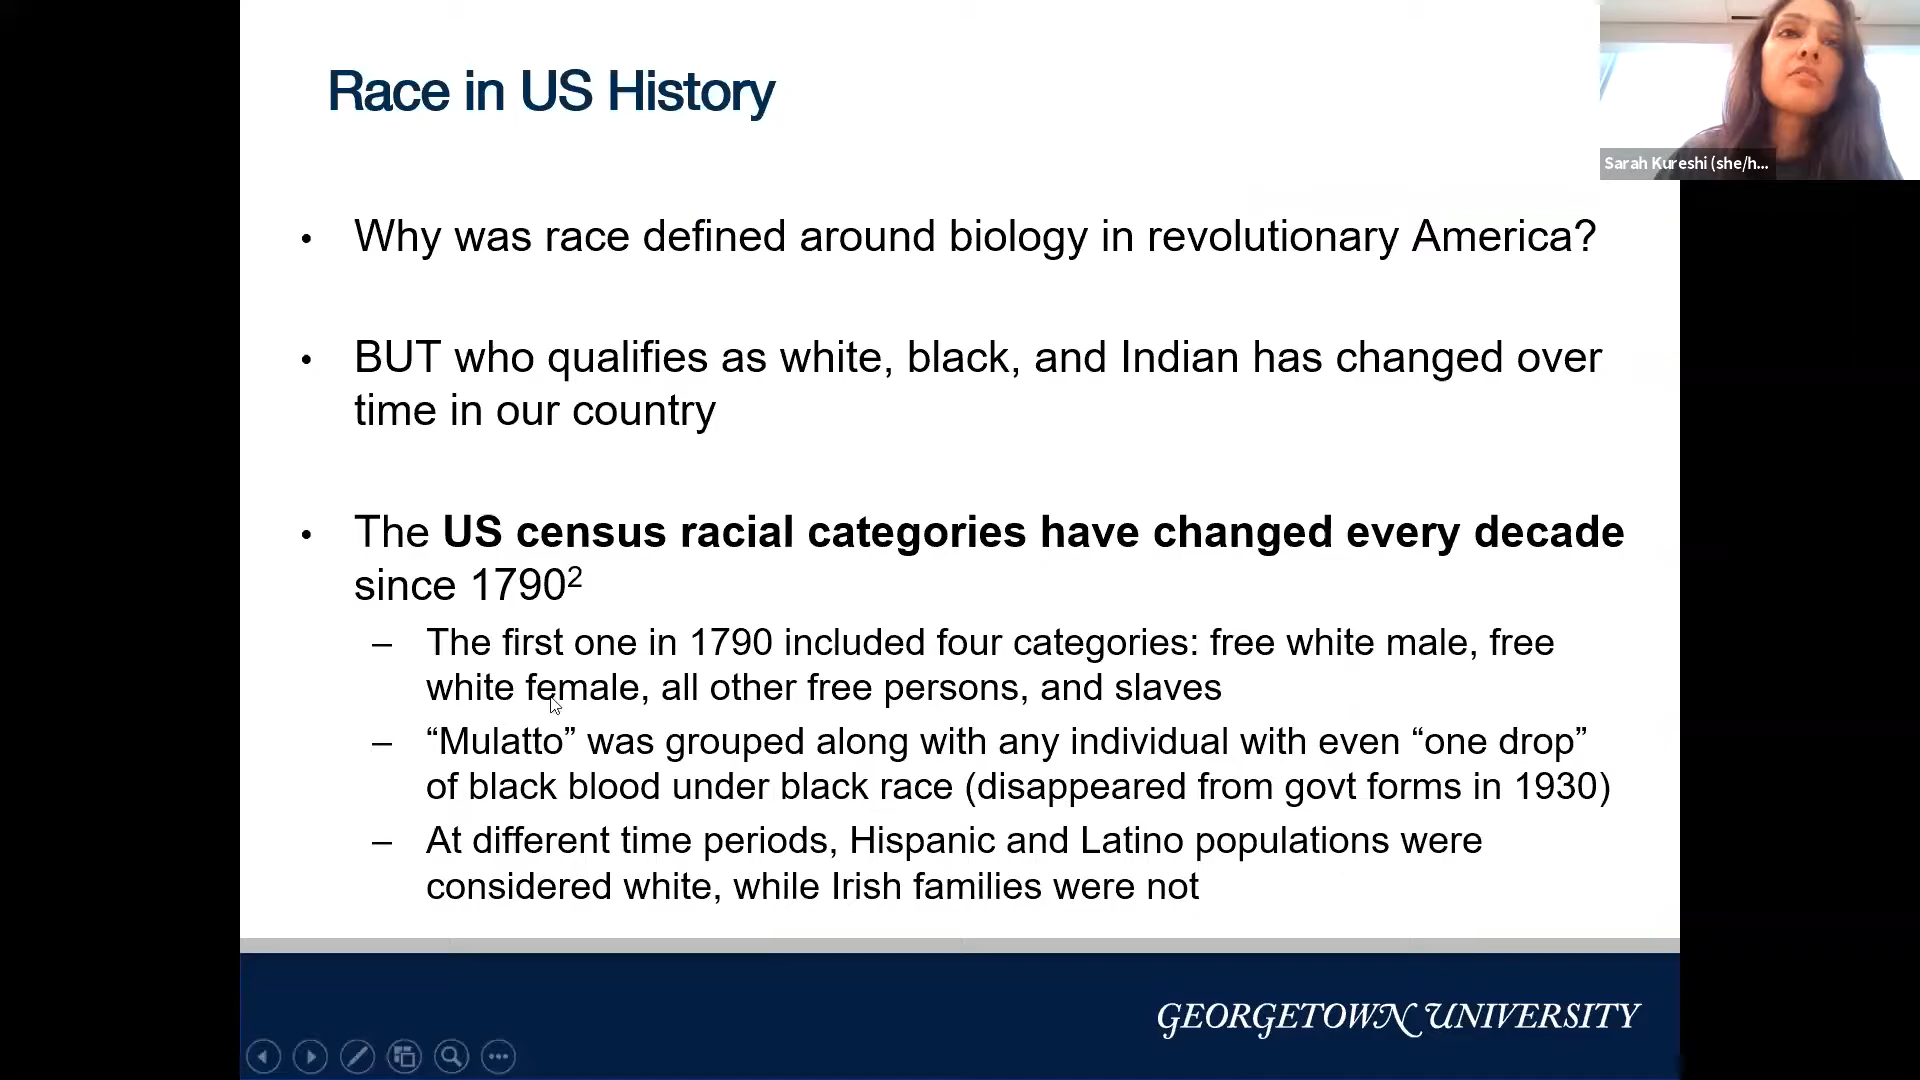 Race in US History
Sarah Kureshi (she/h...
• Why was race defined around biology in revolutionary America?
• BUT who qualifies as white, black, and Indian has changed over
time in our country
• The US census racial categories have changed every decade
since 1790²
– The first one in 1790 included four categories: free white male, free
white female, all other free persons, and slaves
– “Mulatto” was grouped along with any individual with even “one drop”
of black blood under black race (disappeared from govt forms in 1930)
– At different time periods, Hispanic and Latino populations were
considered white, while Irish families were not
GEORGETOWN UNIVERSITY